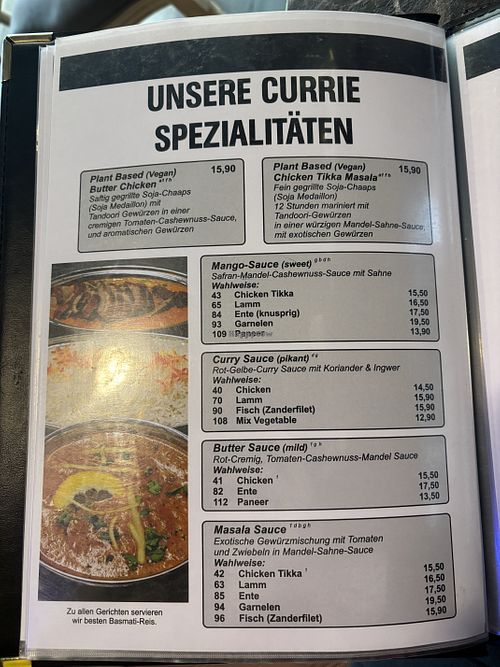 UNSERE CURRIE
SPEZIALITÄTEN
Plant Based (Vegan) 15,90
Butter Chicken a f h
Saftig gegrillte Soja-Chaaps
(Soja Medaillon) mit
Tandoori Gewürzen in einer
cremigen Tomaten-Cashewnuss-Sauce,
und aromatischen Gewürzen
Plant Based (Vegan) 15,90
Chicken Tikka Masala
Fein gegrillte Soja-Chaaps
(Soja Medaillon)
12 Stunden mariniert mit
Tandoori-Gewürzen
in einer würzigen Mandel-Sahne-Sauce,
mit exotischen Gewürzen
Mango-Sauce (sweet) g b d h
Safran-Mandel-Cashewnuss-Sauce mit Sahne
Wahlweise:
43 Chicken Tikka 15,50
65 Lamm 16,50
84 Ente (knusprig) 17,50
93 Garnelen 19,50
109 Paneer 13,90
Curry Sauce (pikant)
Rot-Gelbe-Curry Sauce mit Koriander & Ingwer
Wahlweise:
40 Chicken 14,50
70 Lamm 15,90
90 Fisch (Zanderfilet) 15,90
108 Mix Vegetable 12,90
Butter Sauce (mild) f g h
Rot-Cremig, Tomaten-Cashewnuss-Mandel Sauce
Wahlweise:
41 Chicken 15,50
82 Ente 17,50
112 Paneer 13,50
Masala Sauce f d b g h
Exotische Gewürzmischung mit Tomaten
und Zwiebeln in Mandel-Sahne-Sauce
Wahlweise:
42 Chicken Tikka 15,50
63 Lamm 16,50
85 Ente 17,50
94 Garnelen 19,50
96 Fisch (Zanderfilet) 15,90
Zu allen Gerichten servieren
wir besten Basmati-Reis.